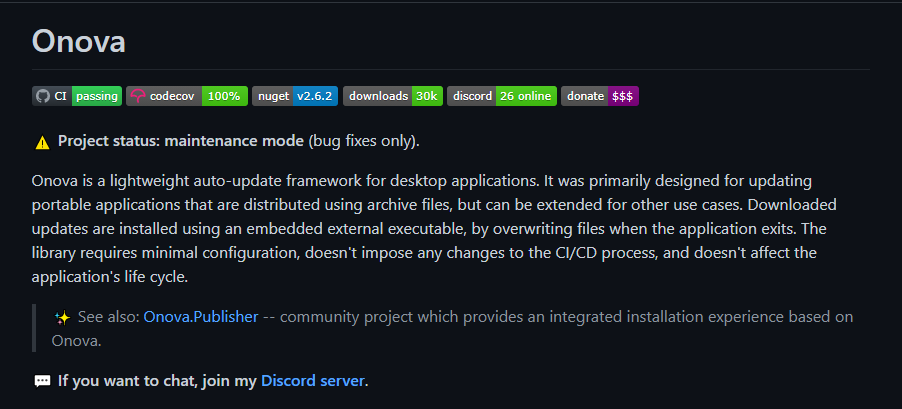 Onova
CI passing codecov 100% nuget v2.6.2 downloads 30k discord 26 online donate $$$
⚠️ Project status: maintenance mode (bug fixes only).
Onova is a lightweight auto-update framework for desktop applications. It was primarily designed for updating
portable applications that are distributed using archive files, but can be extended for other use cases. Downloaded
updates are installed using an embedded external executable, by overwriting files when the application exits. The
library requires minimal configuration, doesn't impose any changes to the CI/CD process, and doesn't affect the
application's life cycle.
✨ See also: Onova.Publisher -- community project which provides an integrated installation experience based on
Onova.
💬 If you want to chat, join my Discord server.